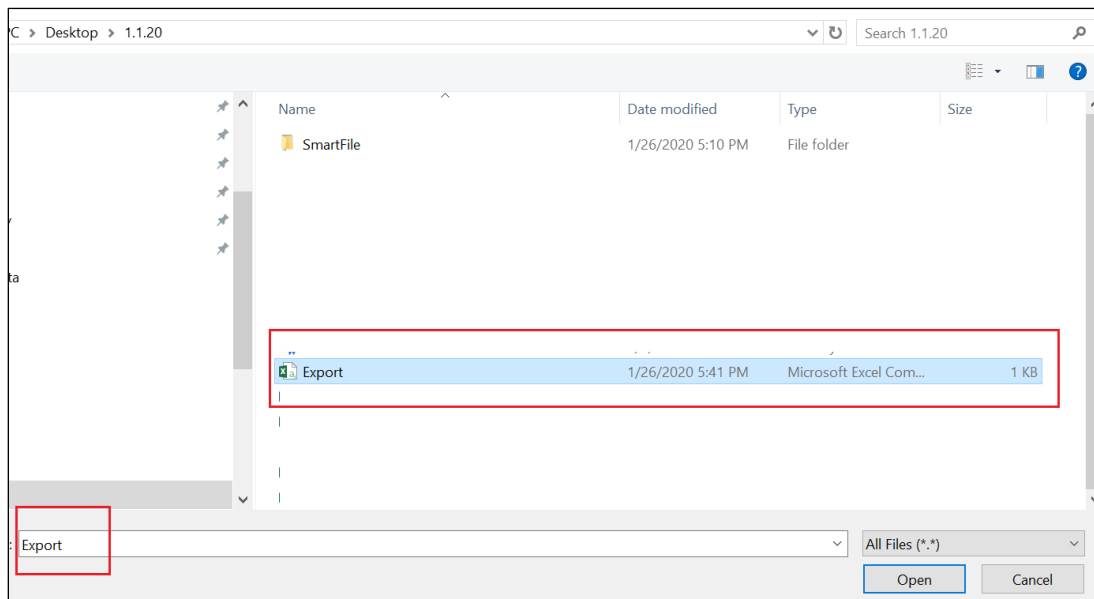 PC > Desktop > 1.1.20
Search 1.1.20
Name Date modified Type Size
SmartFile 1/26/2020 5:10 PM File folder
ta
Export 1/26/2020 5:41 PM Microsoft Excel Com... 1 KB
: Export
All Files (*.*)
Open Cancel